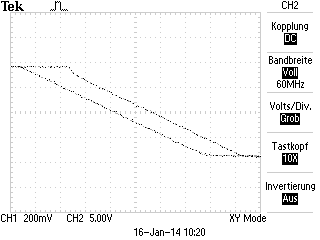 Tek
CH2
Kopplung
DC
Bandbreite
Voll
60MHz
Volts/Div.
Grob
Tastkopf
10X
Invertierung
Aus
CH1 200mV CH2 5.00V XY Mode
16-Jan-14 10:20